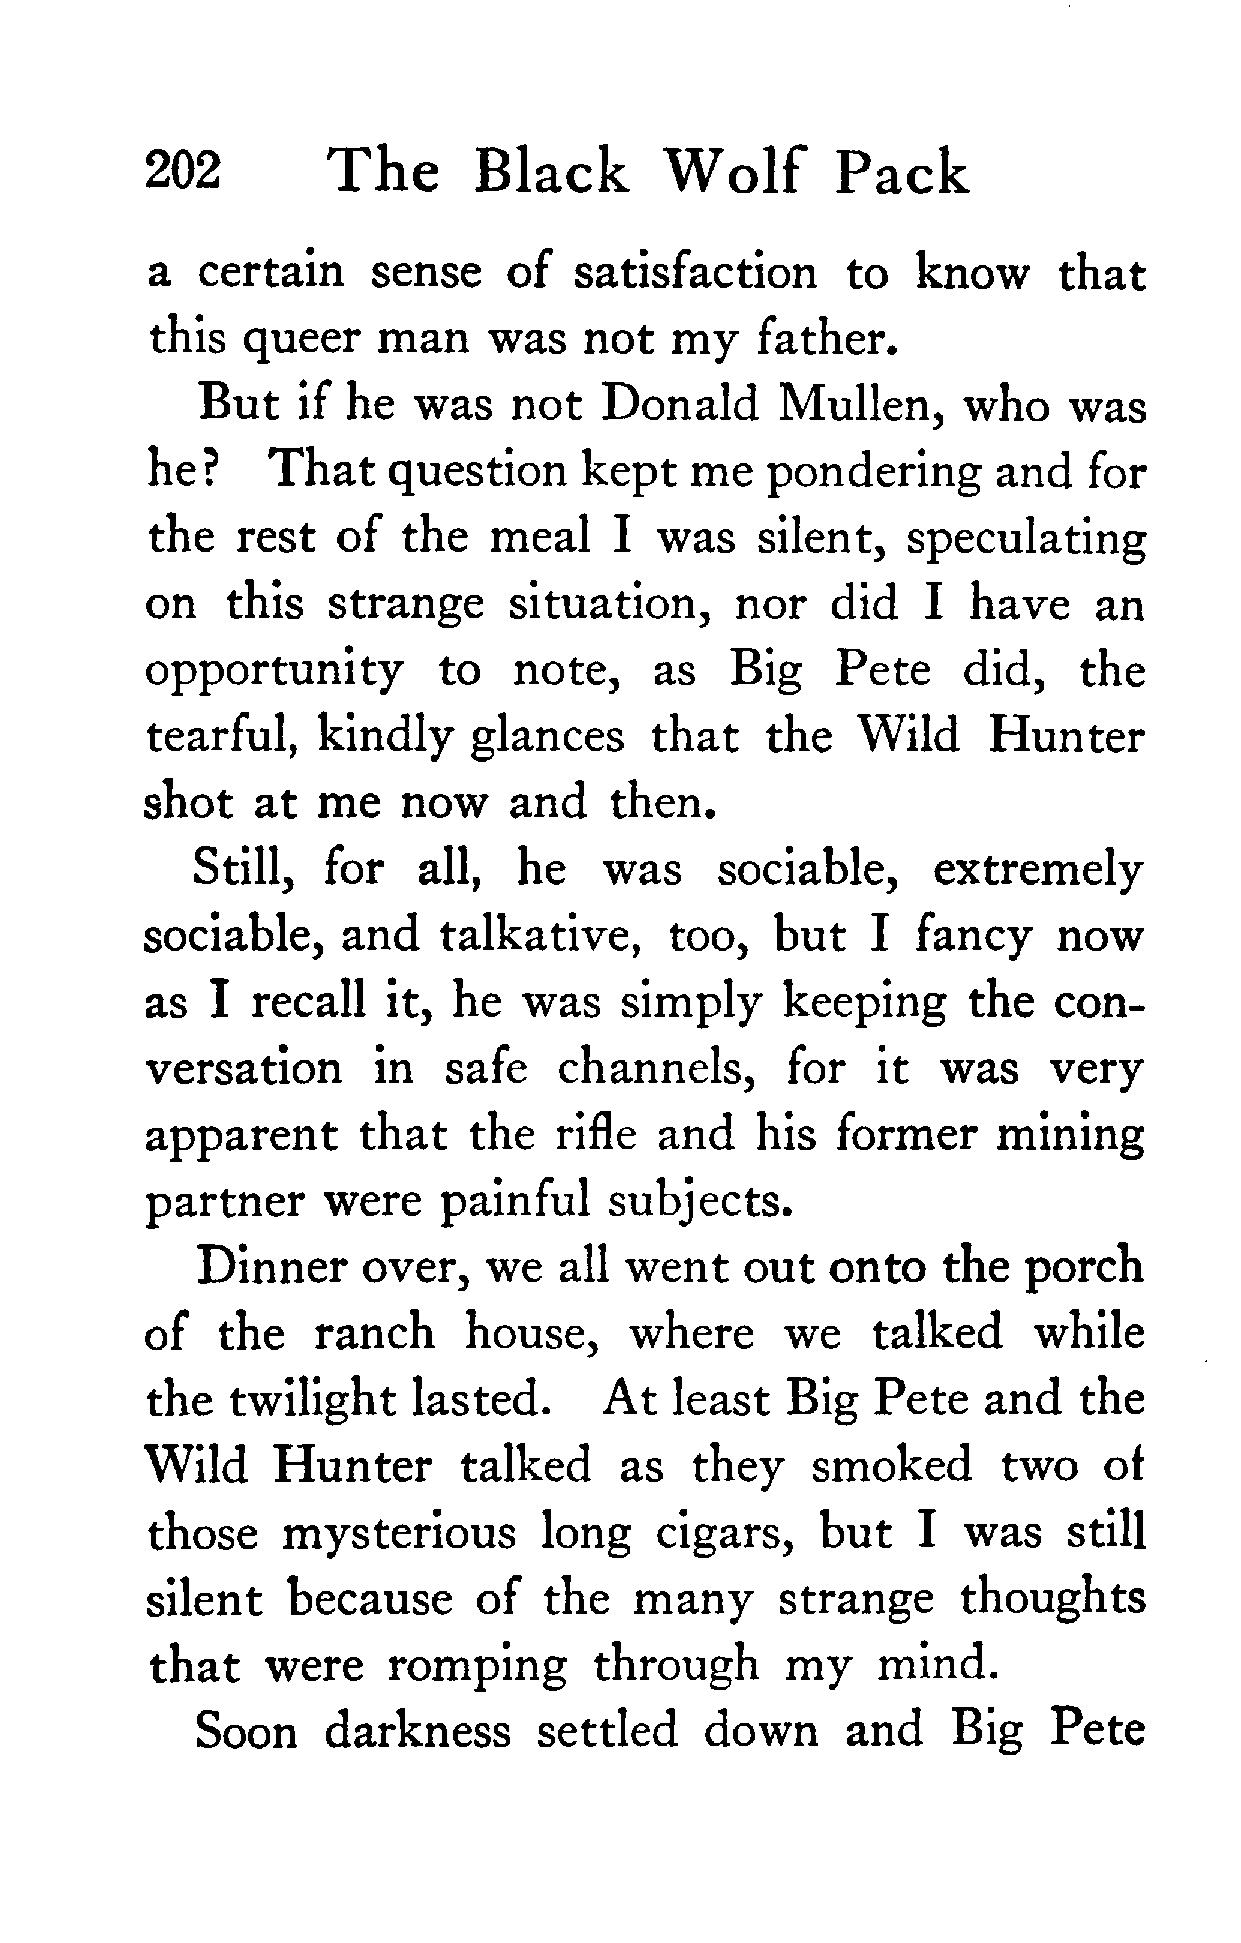 202 The Black Wolf Pack
a certain sense of satisfaction to know that
this queer man was not my father.
But if he was not Donald Mullen, who was
he? That question kept me pondering and for
the rest of the meal I was silent, speculating
on this strange situation, nor did I have an
opportunity to note, as Big Pete did, the
tearful, kindly glances that the Wild Hunter
shot at me now and then.
Still, for all, he was sociable, extremely
sociable, and talkative, too, but I fancy now
as I recall it, he was simply keeping the con-
versation in safe channels, for it was very
apparent that the rifle and his former mining
partner were painful subjects.
Dinner over, we all went out onto the porch
of the ranch house, where we talked while
the twilight lasted. At least Big Pete and the
Wild Hunter talked as they smoked two of
those mysterious long cigars, but I was still
silent because of the many strange thoughts
that were romping through my mind.
Soon darkness settled down and Big Pete